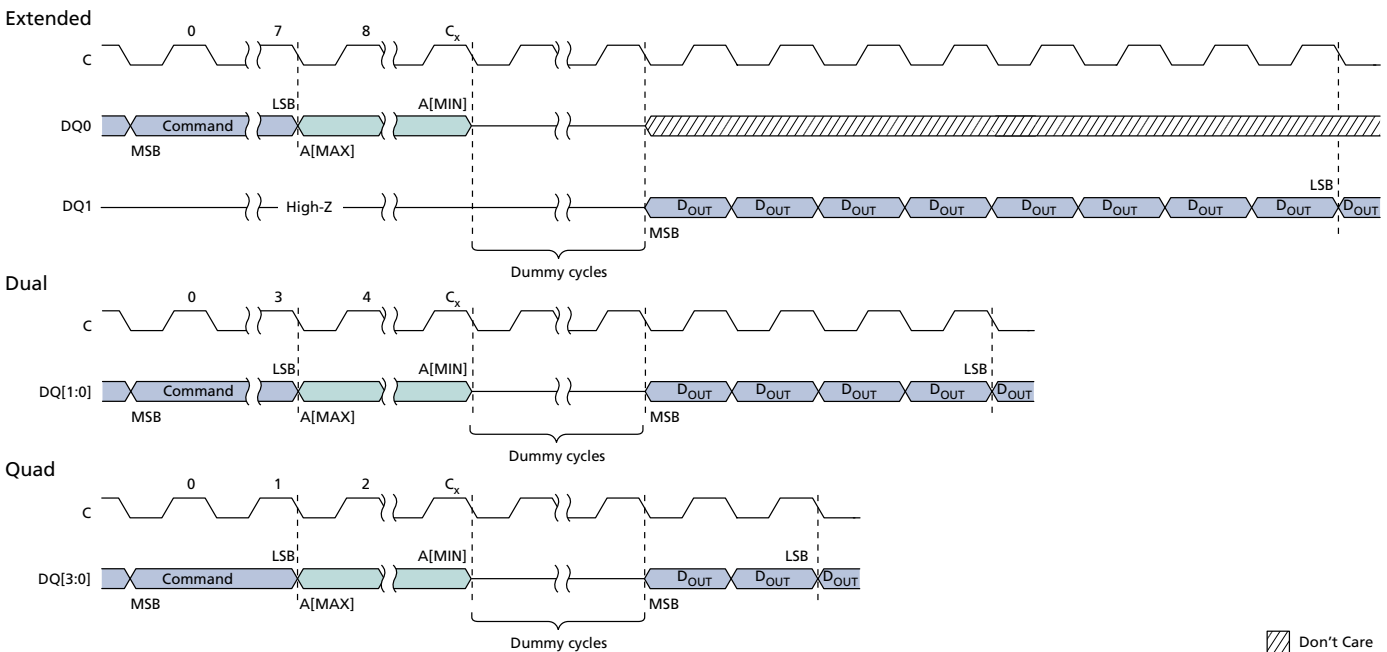 Extended
0 7 8 Cx
C
LSB A[MIN]
DQ0 Command
MSB A[MAX]
LSB
DQ1 High-Z DOUT DOUT DOUT DOUT DOUT DOUT DOUT DOUT DOUT
MSB
Dummy cycles
Dual
0 3 4 Cx
C
LSB A[MIN] LSB
DQ[1:0] Command DOUT DOUT DOUT DOUT DOUT
MSB A[MAX] MSB
Dummy cycles
Quad
0 1 2 Cx
C
LSB A[MIN] LSB
DQ[3:0] Command DOUT DOUT DOUT
MSB A[MAX] MSB
Dummy cycles
Don't Care